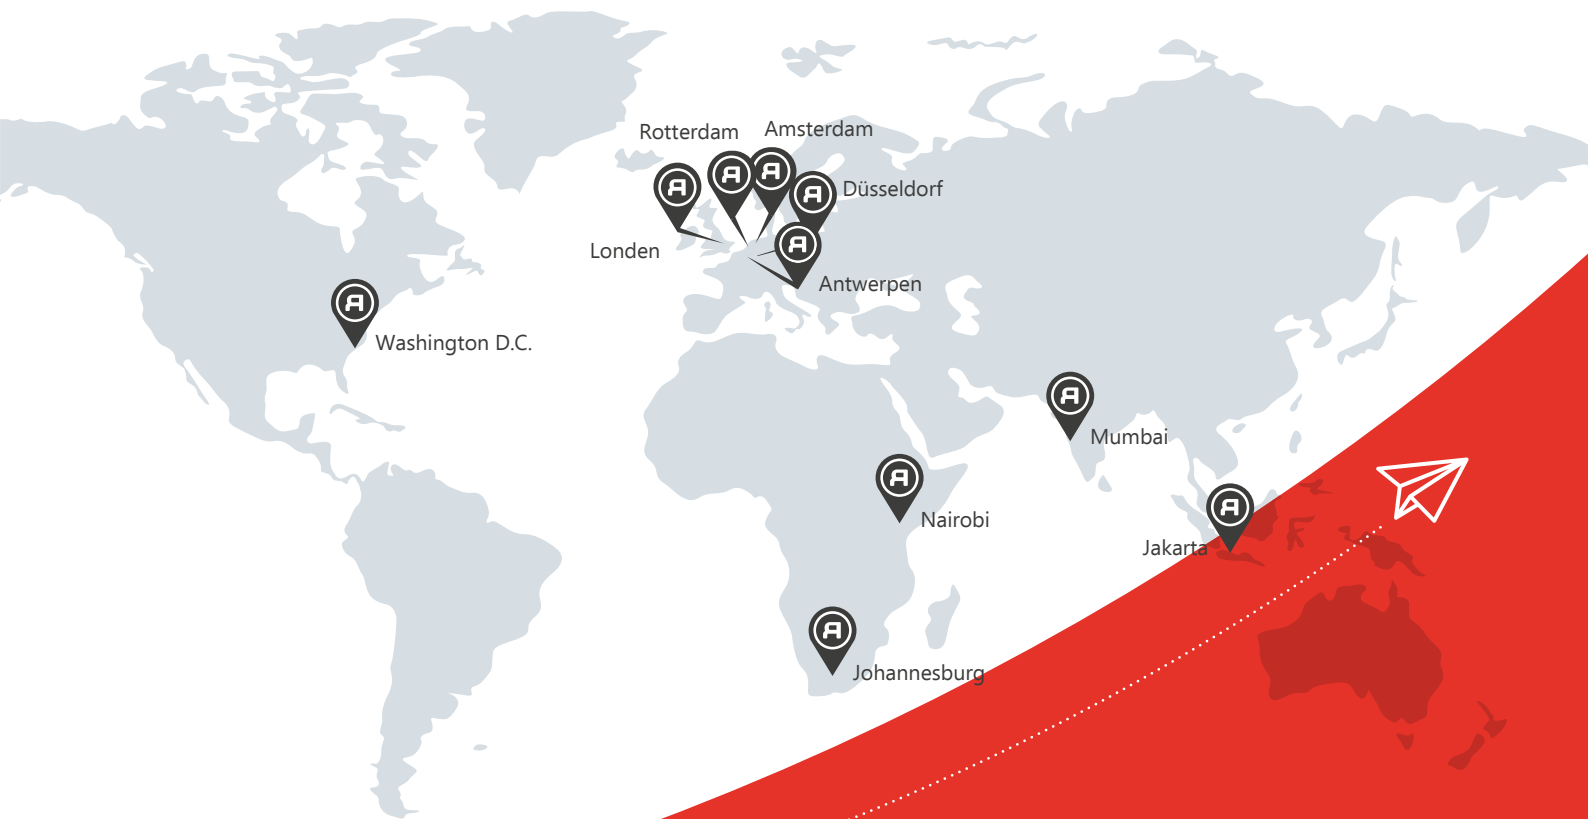 Rotterdam
Amsterdam
Düsseldorf
Londen
Antwerpen
Washington D.C.
Mumbai
Nairobi
Jakarta
Johannesburg